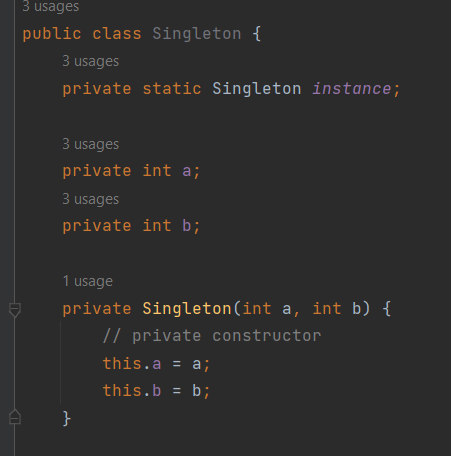 3 usages
public class Singleton {
3 usages
private static Singleton instance;
3 usages
private int a;
3 usages
private int b;
1 usage
private Singleton(int a, int b) {
// private constructor
this.a = a;
this.b = b;
}